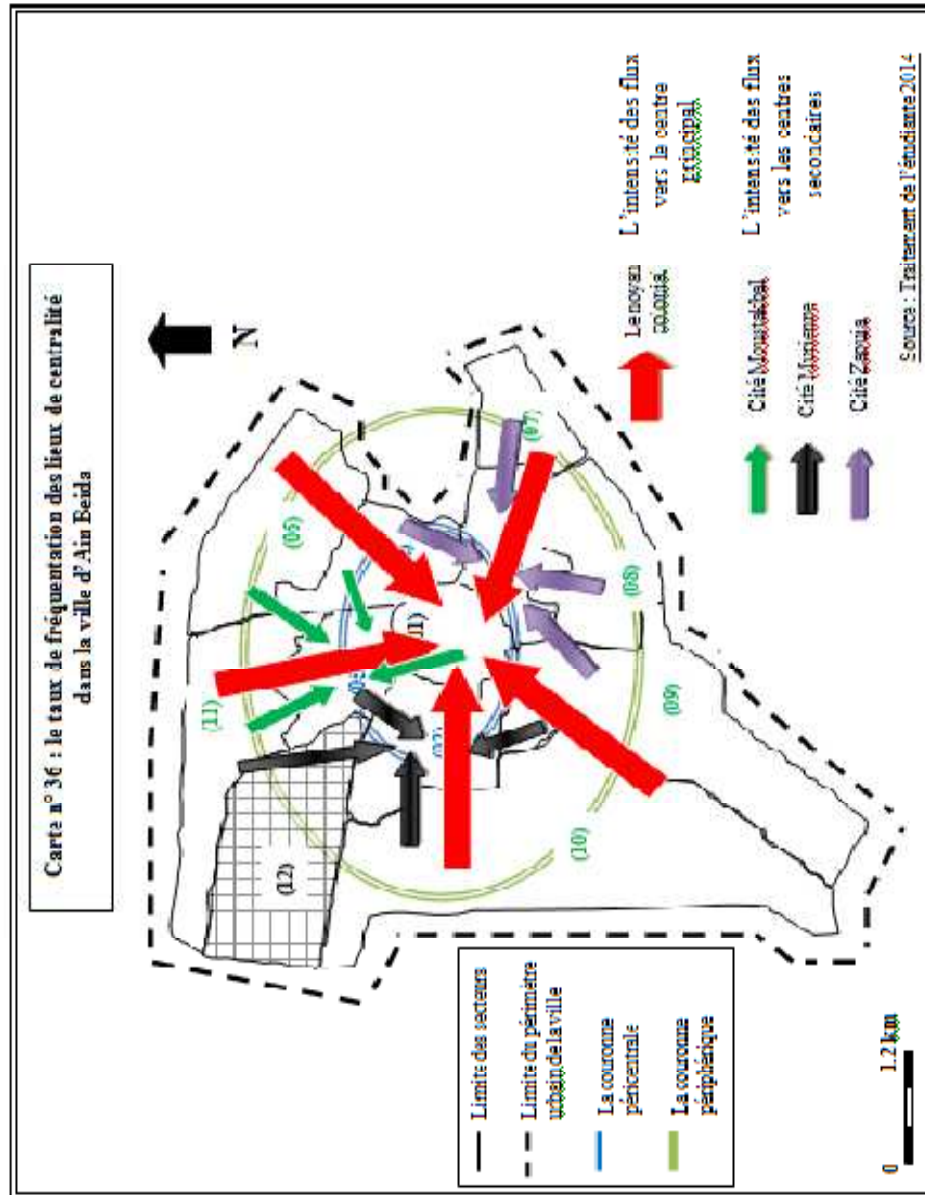 Carte n° 36 : le taux de fréquentation des lieux de centralité
dans la ville d'Ain Beida
N
(11)
(05)
(12)
(07)
(08)
(09)
(10)
Limite des secteurs
Limite du périmètre
urbain de la ville
La couronne
péricentrale
La couronne
périphérique
0
1.2 km
Le noyau
colonial
L'intensité des flux
vers le centre
principal
Cité Moustakbal
Cité
Cité Zaouia
L'intensité des flux
vers les centres
secondaires
Source : Traitement de l'étudiante 2014